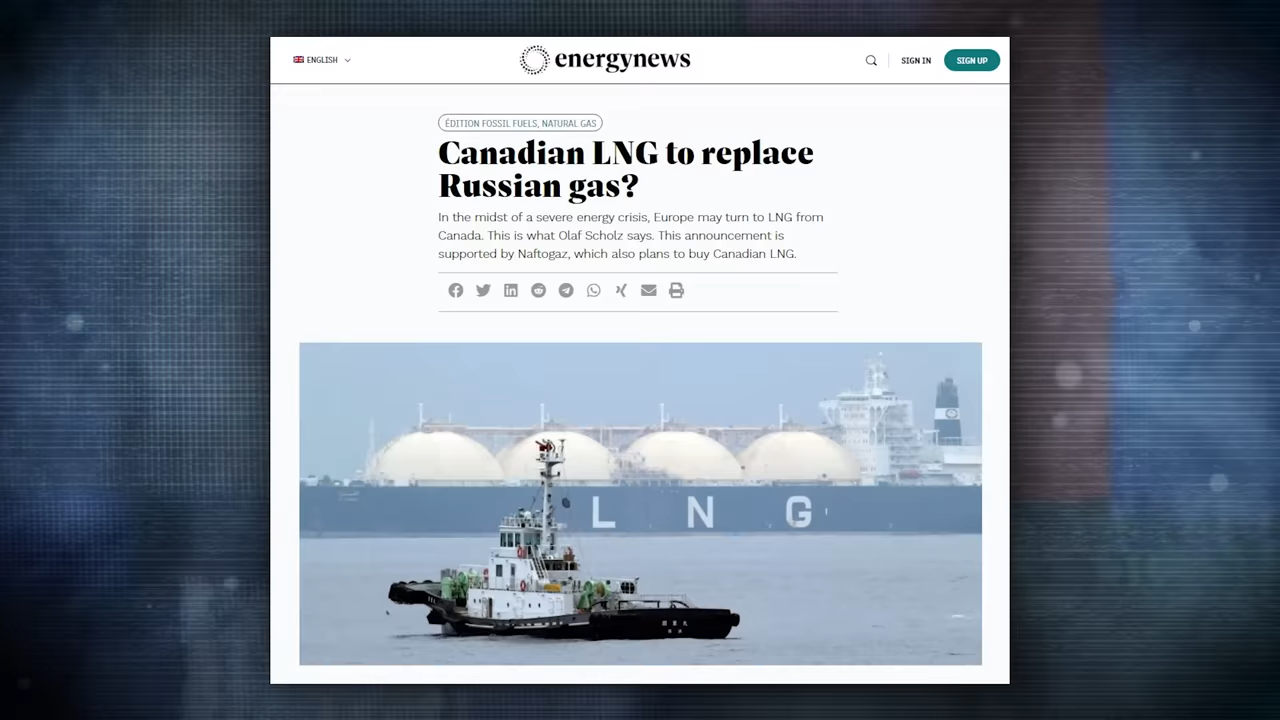 ENGLISH
energynews
SIGN IN
SIGN UP
ÉDITION FOSSIL FUELS, NATURAL GAS
Canadian LNG to replace
Russian gas?
In the midst of a severe energy crisis, Europe may turn to LNG from
Canada. This is what Olaf Scholz says. This announcement is
supported by Naftogaz, which also plans to buy Canadian LNG.
L N G